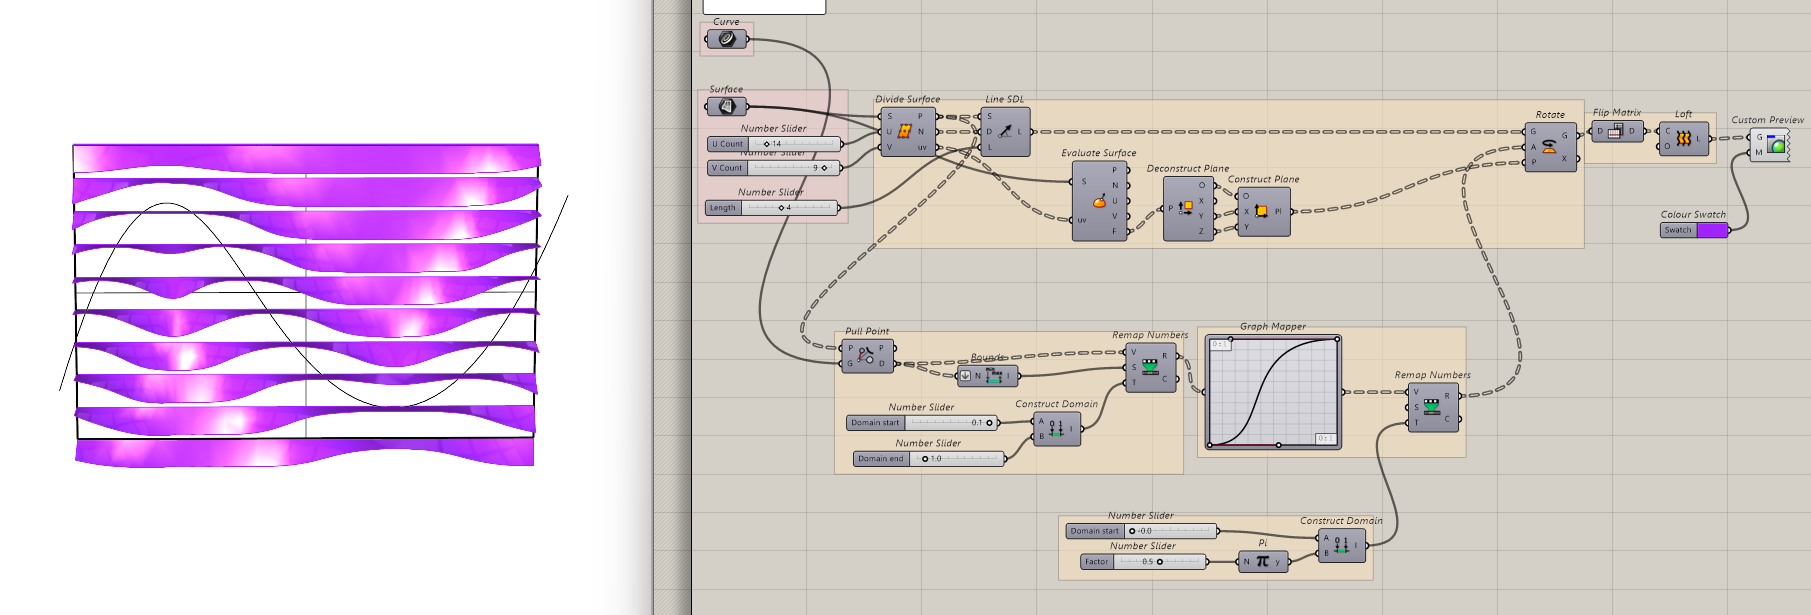 Curve
Surface
Number Slider
U Count 14
Number Slider
V Count 9
Number Slider
Length 4
Divide Surface
S P
U N
V uv
Line SDL
S
D L
L
Evaluate Surface
P
S N
U
uv V
F
Deconstruct Plane
O
P X
Y
Z
Construct Plane
O
X Pl
Y
Rotate
G G
A
P X
Flip Matrix
D D
Loft
C L
O
Custom Preview
G
M
Colour Swatch
Swatch
Pull Point
P P
G D
Bounds
N I
Remap Numbers
V R
S
T C
Number Slider
Domain start 0.1
Number Slider
Domain end 1.0
Construct Domain
A 0 1 I
B
Graph Mapper
0:1
0:1
Remap Numbers
V R
S C
T
Number Slider
Domain start -0.0
Number Slider
Factor 0.5
Pi
N π y
Construct Domain
A 0 1 I
B